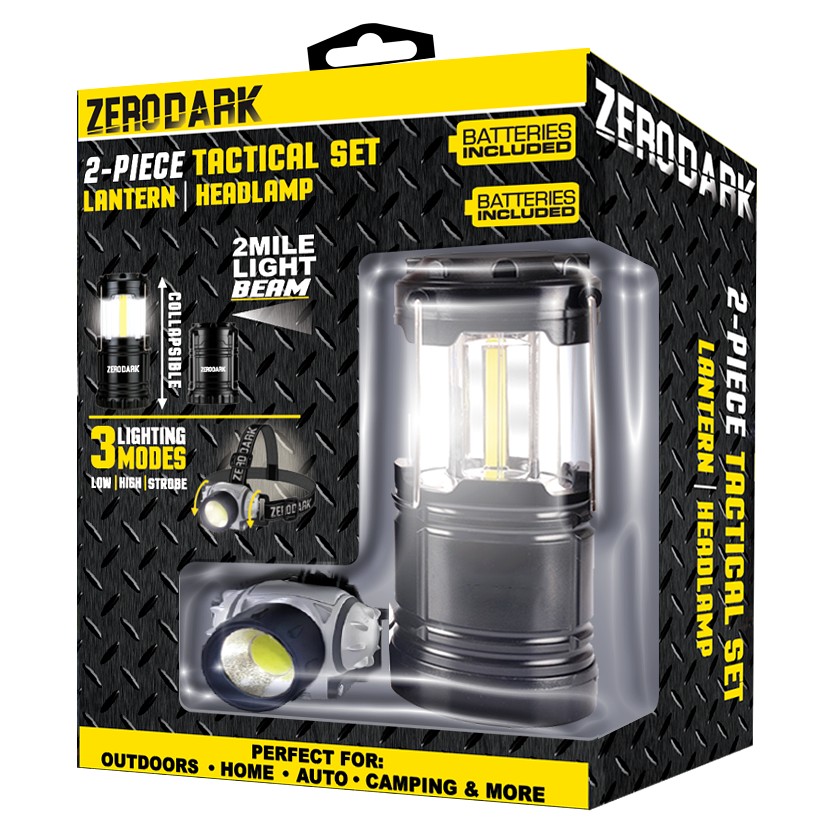 ZERODARK
2-PIECE TACTICAL SET
LANTERN | HEADLAMP
BATTERIES
INCLUDED
BATTERIES
INCLUDED
2MILE
LIGHT
BEAM
COLLAPSIBLE
ZERODARK
ZERODARK
3 LIGHTING
MODES
LOW | HIGH | STROBE
ZERODARK
ZERODARK
PERFECT FOR:
OUTDOORS • HOME • AUTO • CAMPING & MORE
ZERODARK
2-PIECE TACTICAL SET
LANTERN | HEADLAMP